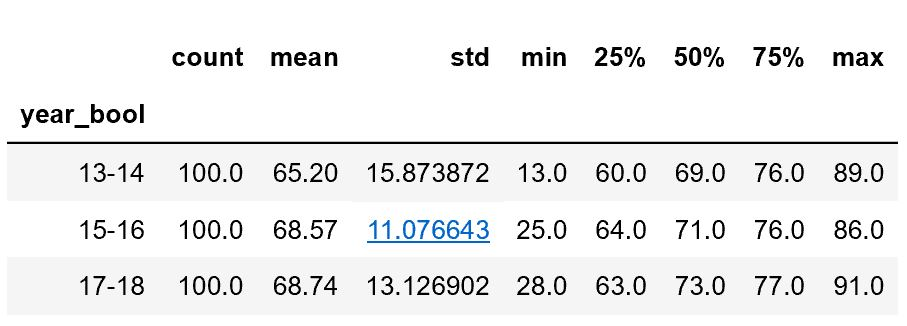 count mean std min 25% 50% 75% max
year_bool
13-14 100.0 65.20 15.873872 13.0 60.0 69.0 76.0 89.0
15-16 100.0 68.57 11.076643 25.0 64.0 71.0 76.0 86.0
17-18 100.0 68.74 13.126902 28.0 63.0 73.0 77.0 91.0